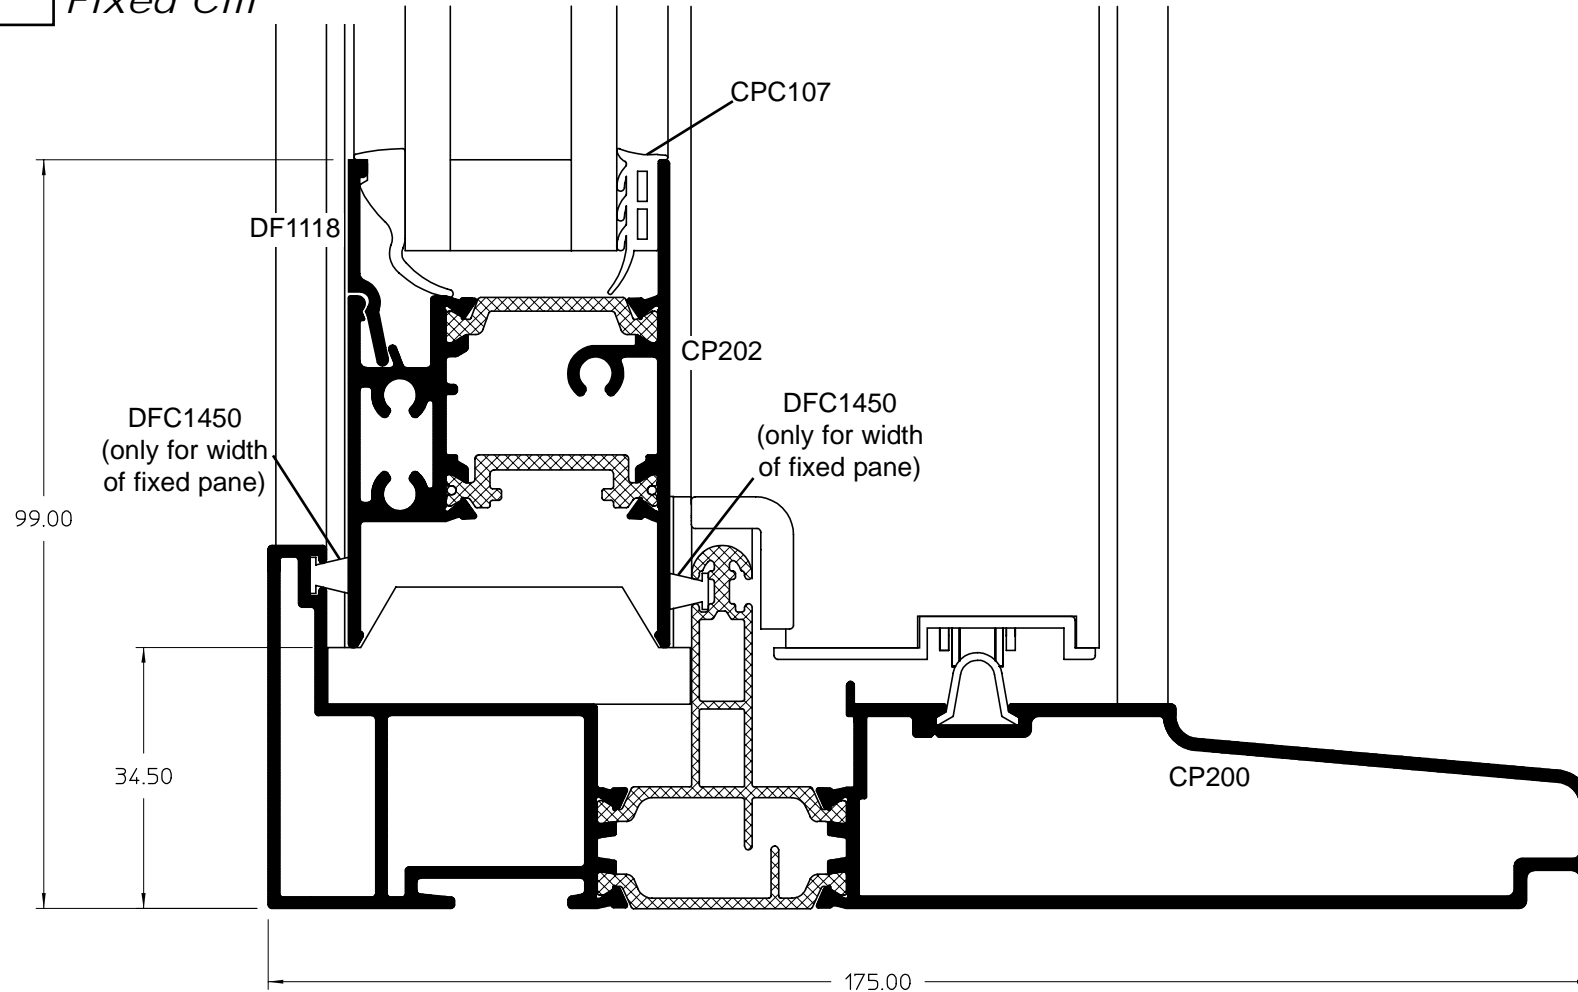 Fixed Cill
CPC107
DF1118
CP202
DFC1450
(only for width
of fixed pane)
DFC1450
(only for width
of fixed pane)
99.00
34.50
CP200
175.00